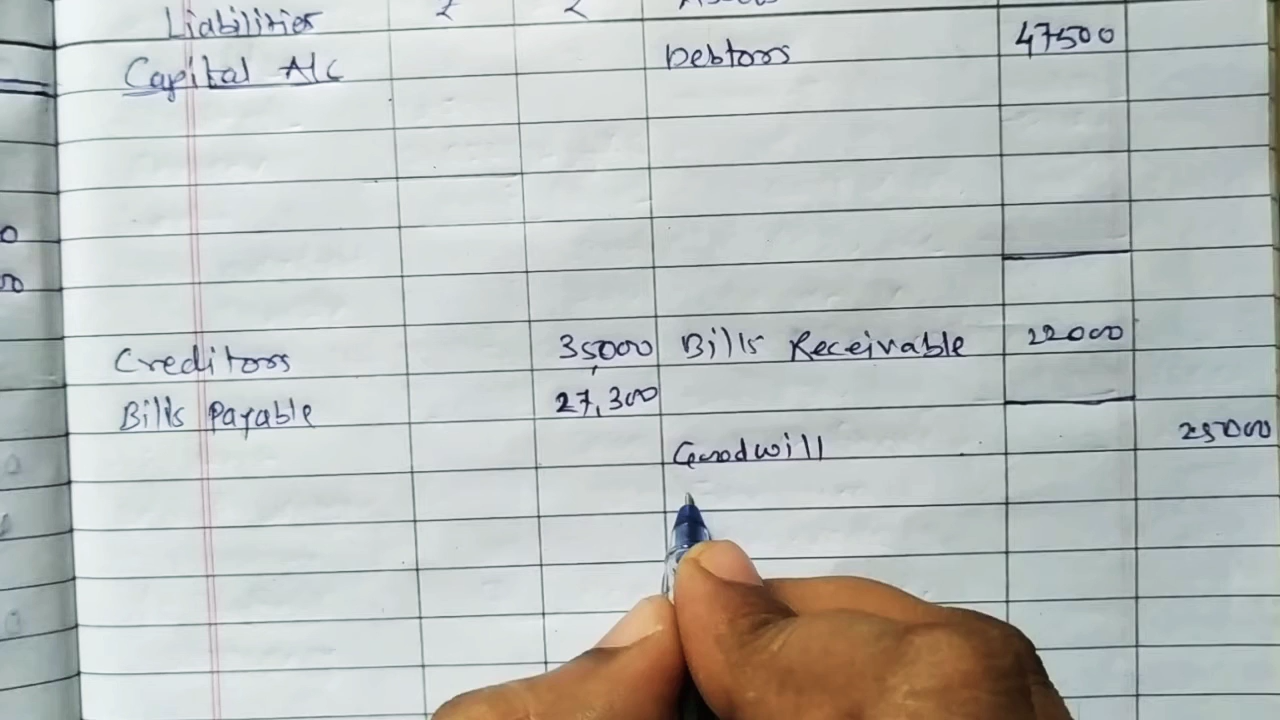 Liabilities ₹ ₹
Capital A/c Debtors 47500
Creditors 35000 Bills Receivable 22000
Bills Payable 27,300
Goodwill 25000